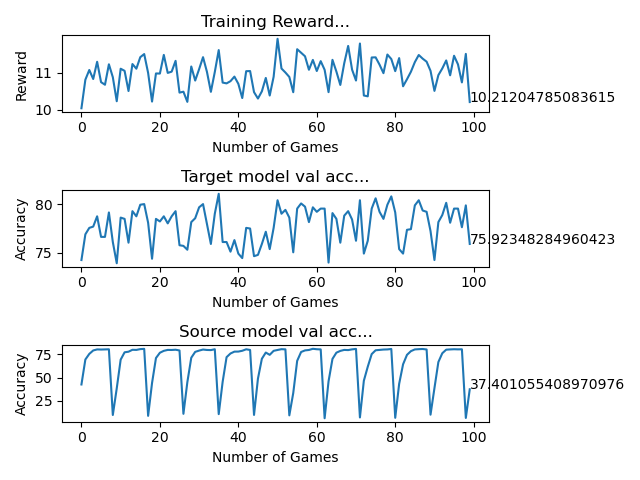 Training Reward...
Reward
11
10
10.21204785083615
0 20 40 60 80 100
Number of Games
Target model val acc...
Accuracy
80
75
75.92348284960423
0 20 40 60 80 100
Number of Games
Source model val acc...
Accuracy
75
50
25
37.401055408970976
0 20 40 60 80 100
Number of Games